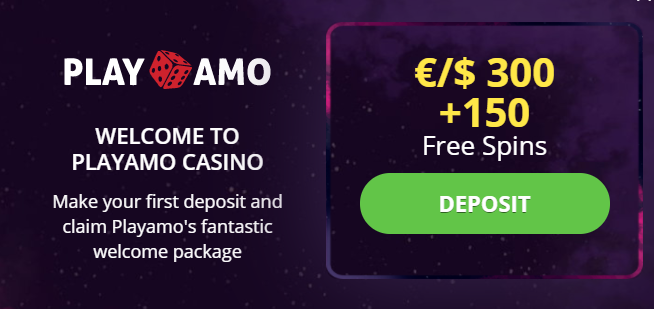 PLAY AMO
WELCOME TO
PLAYAMO CASINO
Make your first deposit and
claim Playamo's fantastic
welcome package
€/$ 300
+150
Free Spins
DEPOSIT